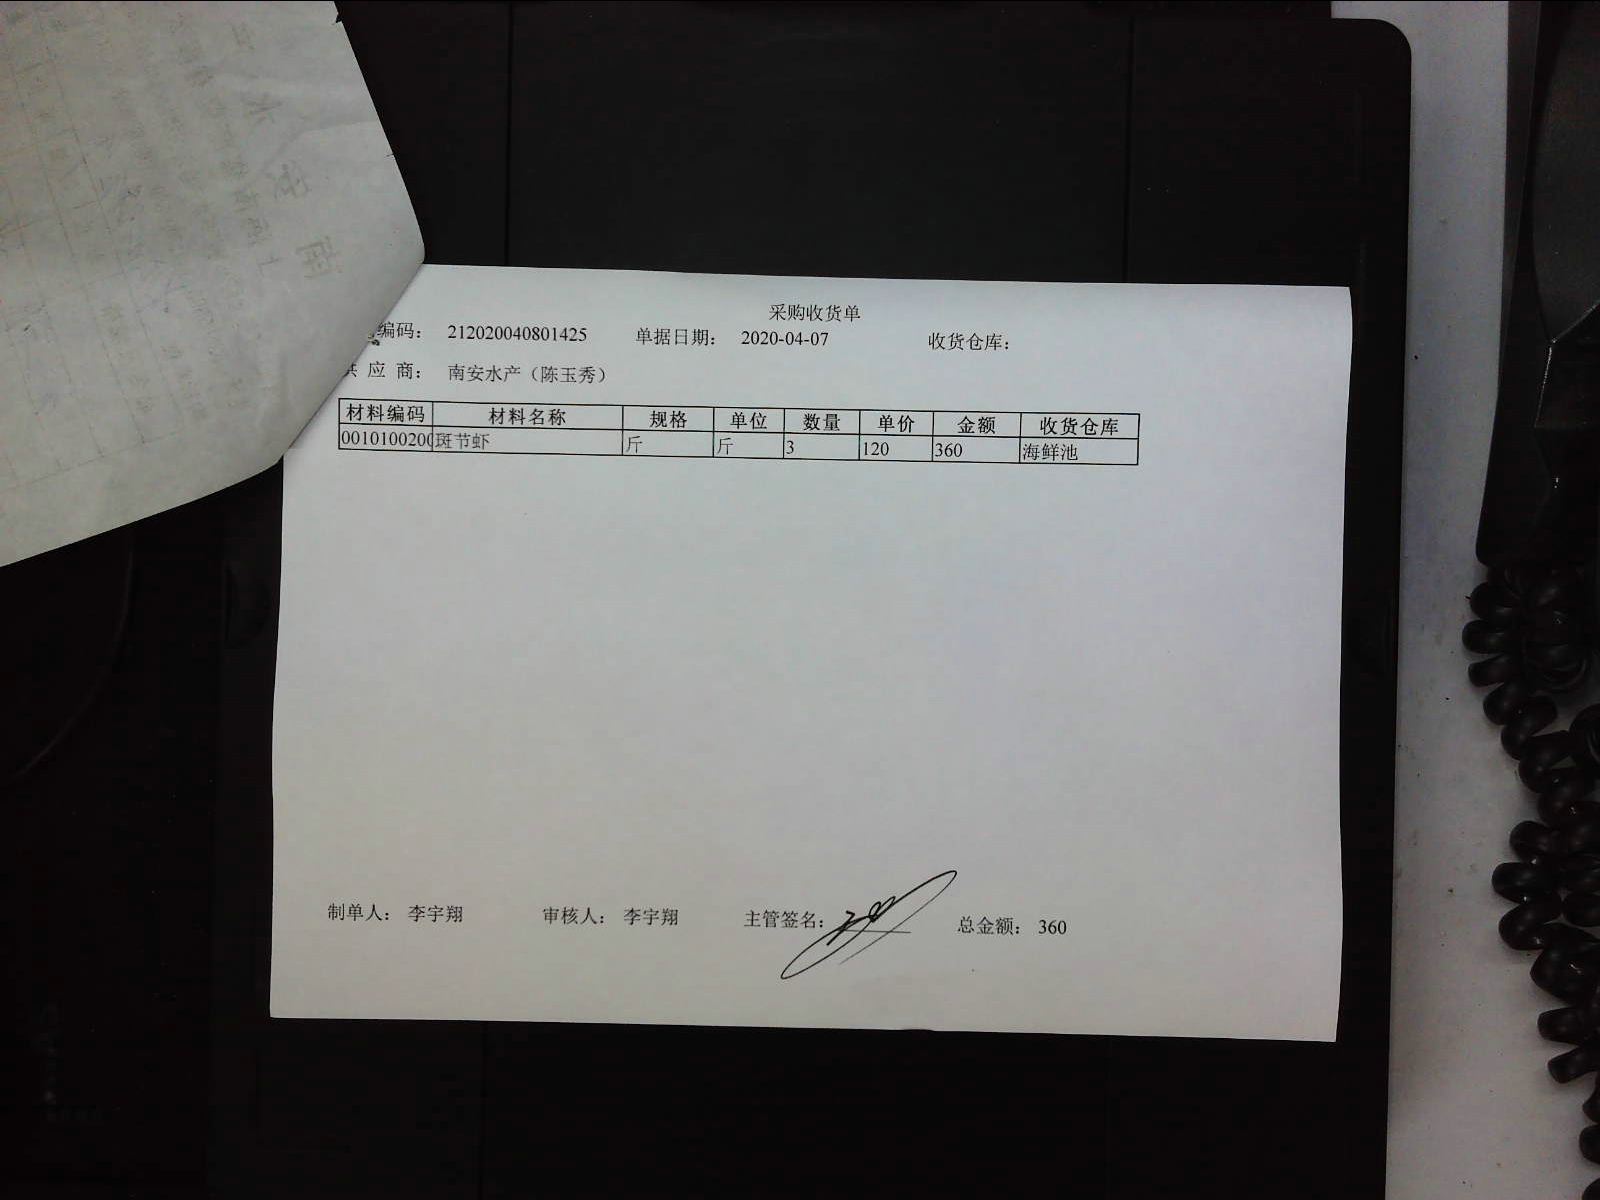 采购收货单
编码： 212020040801425 单据日期： 2020-04-07 收货仓库：
供 应 商： 南安水产（陈玉秀）
材料编码 材料名称 规格 单位 数量 单价 金额 收货仓库
0010100200 斑节虾 斤 斤 3 120 360 海鲜池
制单人： 李宇翔 审核人： 李宇翔 主管签名： 总金额： 360